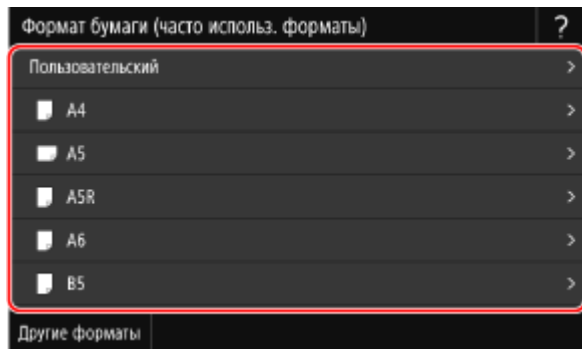 Формат бумаги (часто использ. форматы) ?
Пользовательский >
A4 >
A5 >
A5R >
A6 >
B5 >
Другие форматы